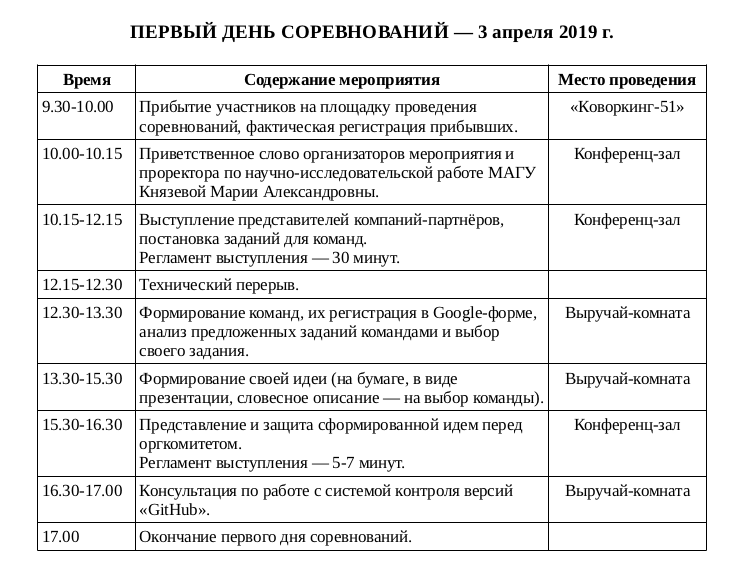 ПЕРВЫЙ ДЕНЬ СОРЕВНОВАНИЙ — 3 апреля 2019 г.
Время Содержание мероприятия Место проведения
9.30-10.00 Прибытие участников на площадку проведения «Коворкинг-51»
соревнований, фактическая регистрация прибывших.
10.00-10.15 Приветственное слово организаторов мероприятия и Конференц-зал
проректора по научно-исследовательской работе МАГУ
Князевой Марии Александровны.
10.15-12.15 Выступление представителей компаний-партнёров, Конференц-зал
постановка заданий для команд.
Регламент выступления — 30 минут.
12.15-12.30 Технический перерыв.
12.30-13.30 Формирование команд, их регистрация в Google-форме, Выручай-комната
анализ предложенных заданий командами и выбор
своего задания.
13.30-15.30 Формирование своей идеи (на бумаге, в виде Выручай-комната
презентации, словесное описание — на выбор команды).
15.30-16.30 Представление и защита сформированной идем перед Конференц-зал
оргкомитетом.
Регламент выступления — 5-7 минут.
16.30-17.00 Консультация по работе с системой контроля версий Выручай-комната
«GitHub».
17.00 Окончание первого дня соревнований.